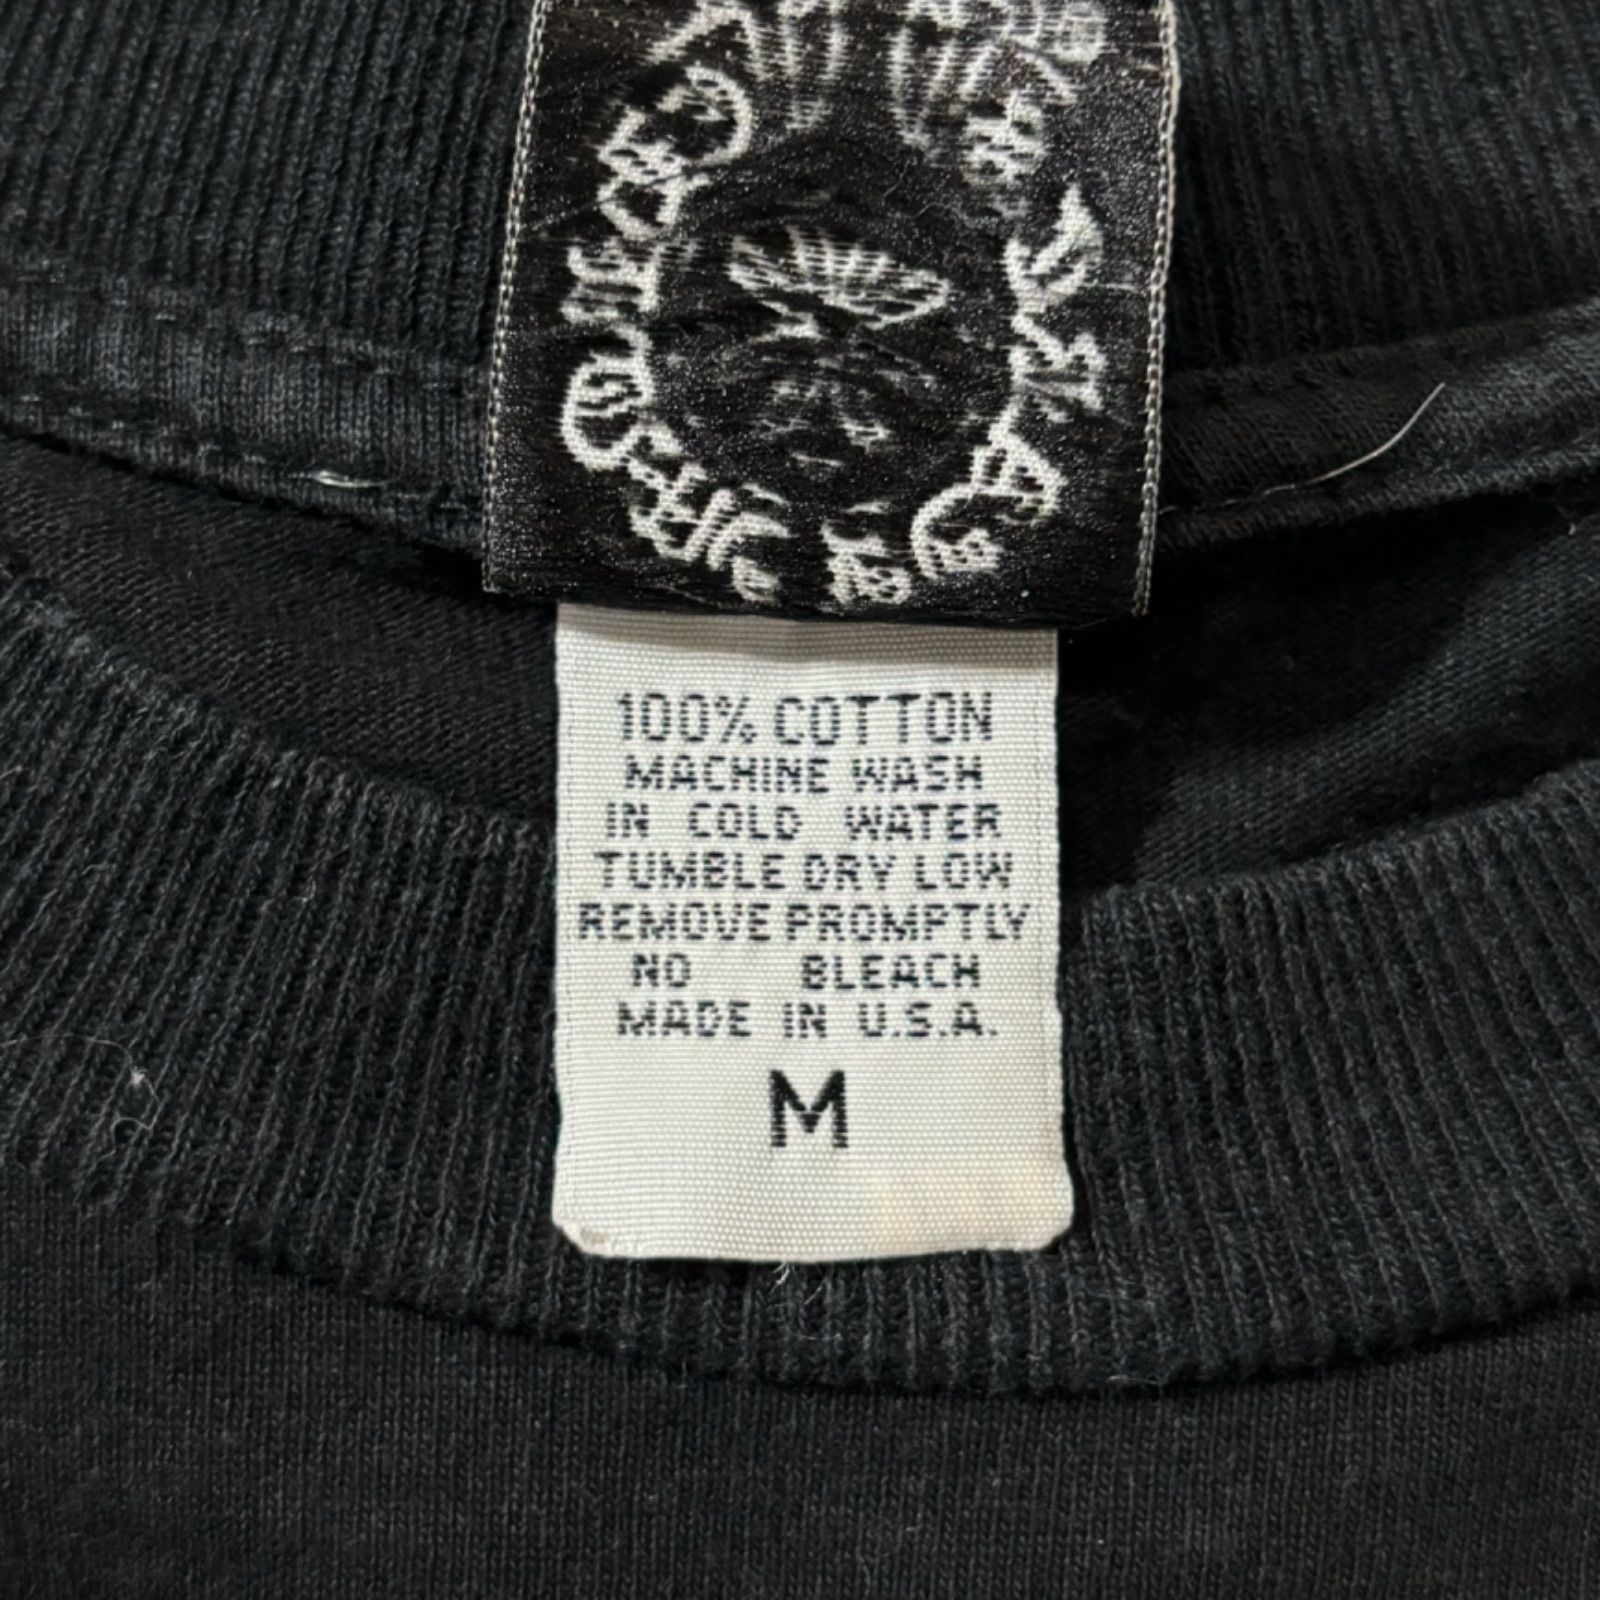 100% COTTON
MACHINE WASH
IN COLD WATER
TUMBLE DRY LOW
REMOVE PROMPTLY
NO BLEACH
MADE IN U.S.A.
M